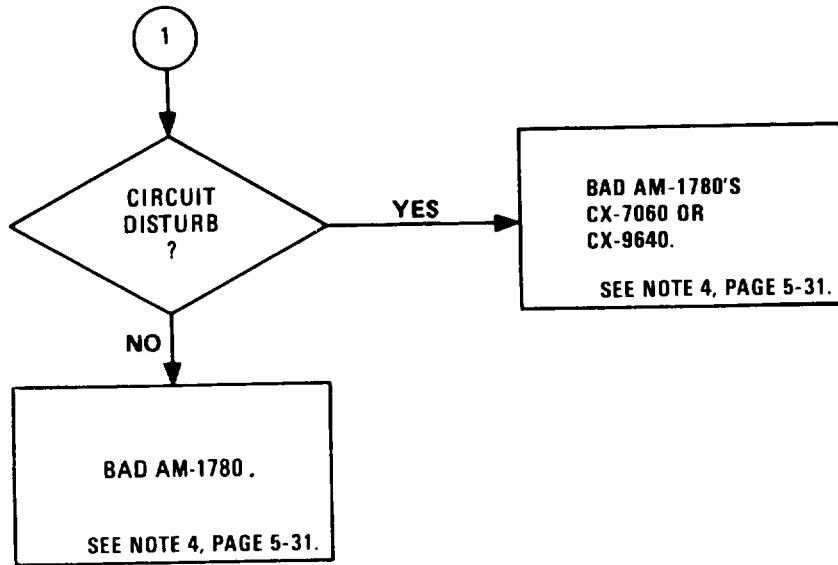 1
CIRCUIT
DISTURB
?
YES
BAD AM-1780'S
CX-7060 OR
CX-9640.
SEE NOTE 4, PAGE 5-31.
NO
BAD AM-1780.
SEE NOTE 4, PAGE 5-31.